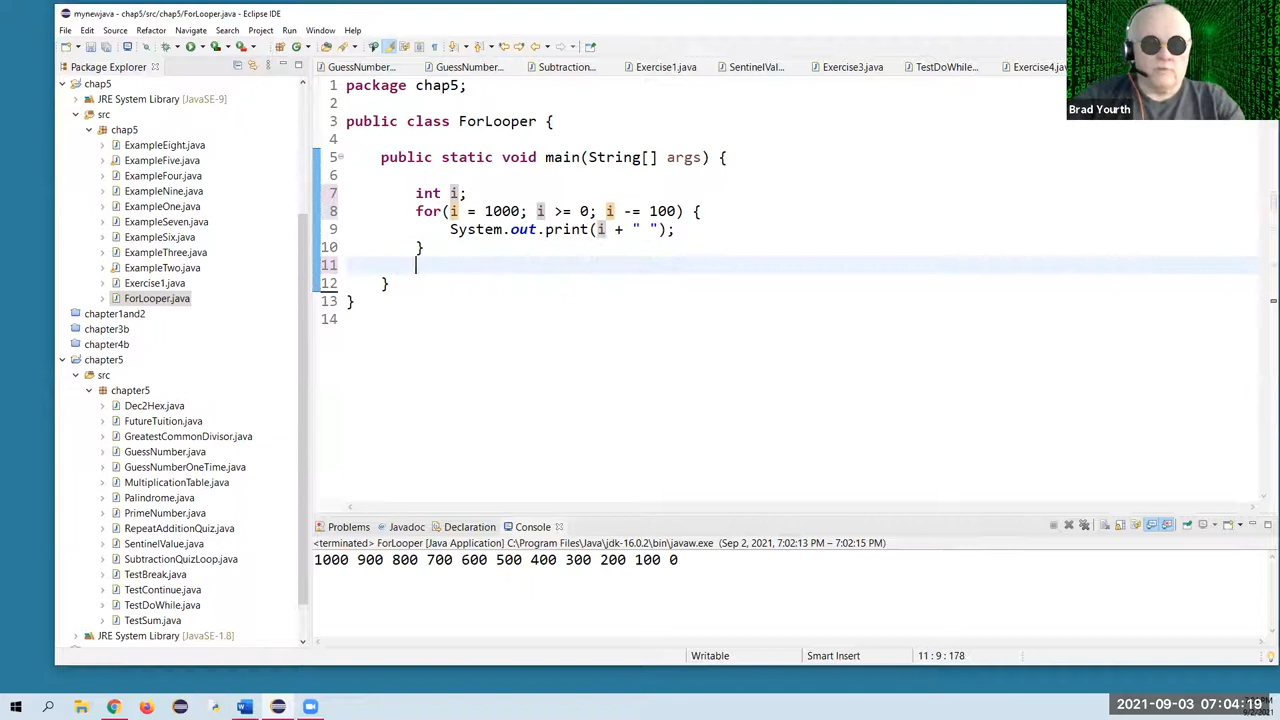 mynewjava - chap5/src/chap5/ForLooper.java - Eclipse IDE
File Edit Source Refactor Navigate Search Project Run Window Help
Package Explorer
GuessNumber... GuessNumber... Subtraction... Exercise1.java SentinelVal... Exercise3.java TestDoWhile... Exercise4.j
Brad Yourth
chap5
JRE System Library [JavaSE-9]
src
chap5
ExampleEight.java
ExampleFive.java
ExampleFour.java
ExampleNine.java
ExampleOne.java
ExampleSeven.java
ExampleSix.java
ExampleThree.java
ExampleTwo.java
Exercise1.java
ForLooper.java
chapter1and2
chapter3b
chapter4b
chapter5
src
chapter5
Dec2Hex.java
FutureTuition.java
GreatestCommonDivisor.java
GuessNumber.java
GuessNumberOneTime.java
MultiplicationTable.java
Palindrome.java
PrimeNumber.java
RepeatAdditionQuiz.java
SentinelValue.java
SubtractionQuizLoop.java
TestBreak.java
TestContinue.java
TestDoWhile.java
TestSum.java
JRE System Library [JavaSE-1.8]
1 package chap5;
2
3 public class ForLooper {
4
5 public static void main(String[] args) {
6
7 int i;
8 for(i = 1000; i >= 0; i -= 100) {
9 System.out.print(i + " ");
10 }
11
12 }
13 }
14
Problems Javadoc Declaration Console
<terminated> ForLooper [Java Application] C:\Program Files\Java\jdk-16.0.2\bin\javaw.exe (Sep 2, 2021, 7:02:13 PM – 7:02:15 PM)
1000 900 800 700 600 500 400 300 200 100 0
Writable Smart Insert 11 : 9 : 178
2021-09-03 07:04:19
9/2/2021